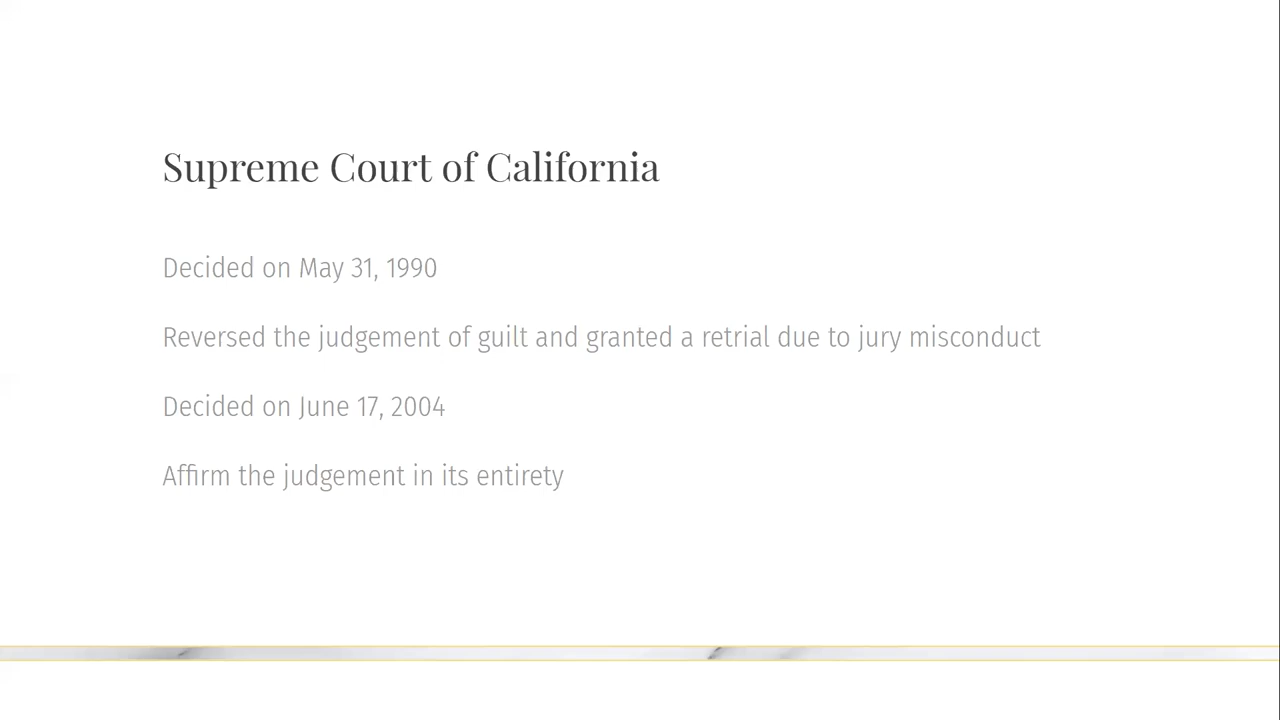 Supreme Court of California
Decided on May 31, 1990
Reversed the judgement of guilt and granted a retrial due to jury misconduct
Decided on June 17, 2004
Affirm the judgement in its entirety